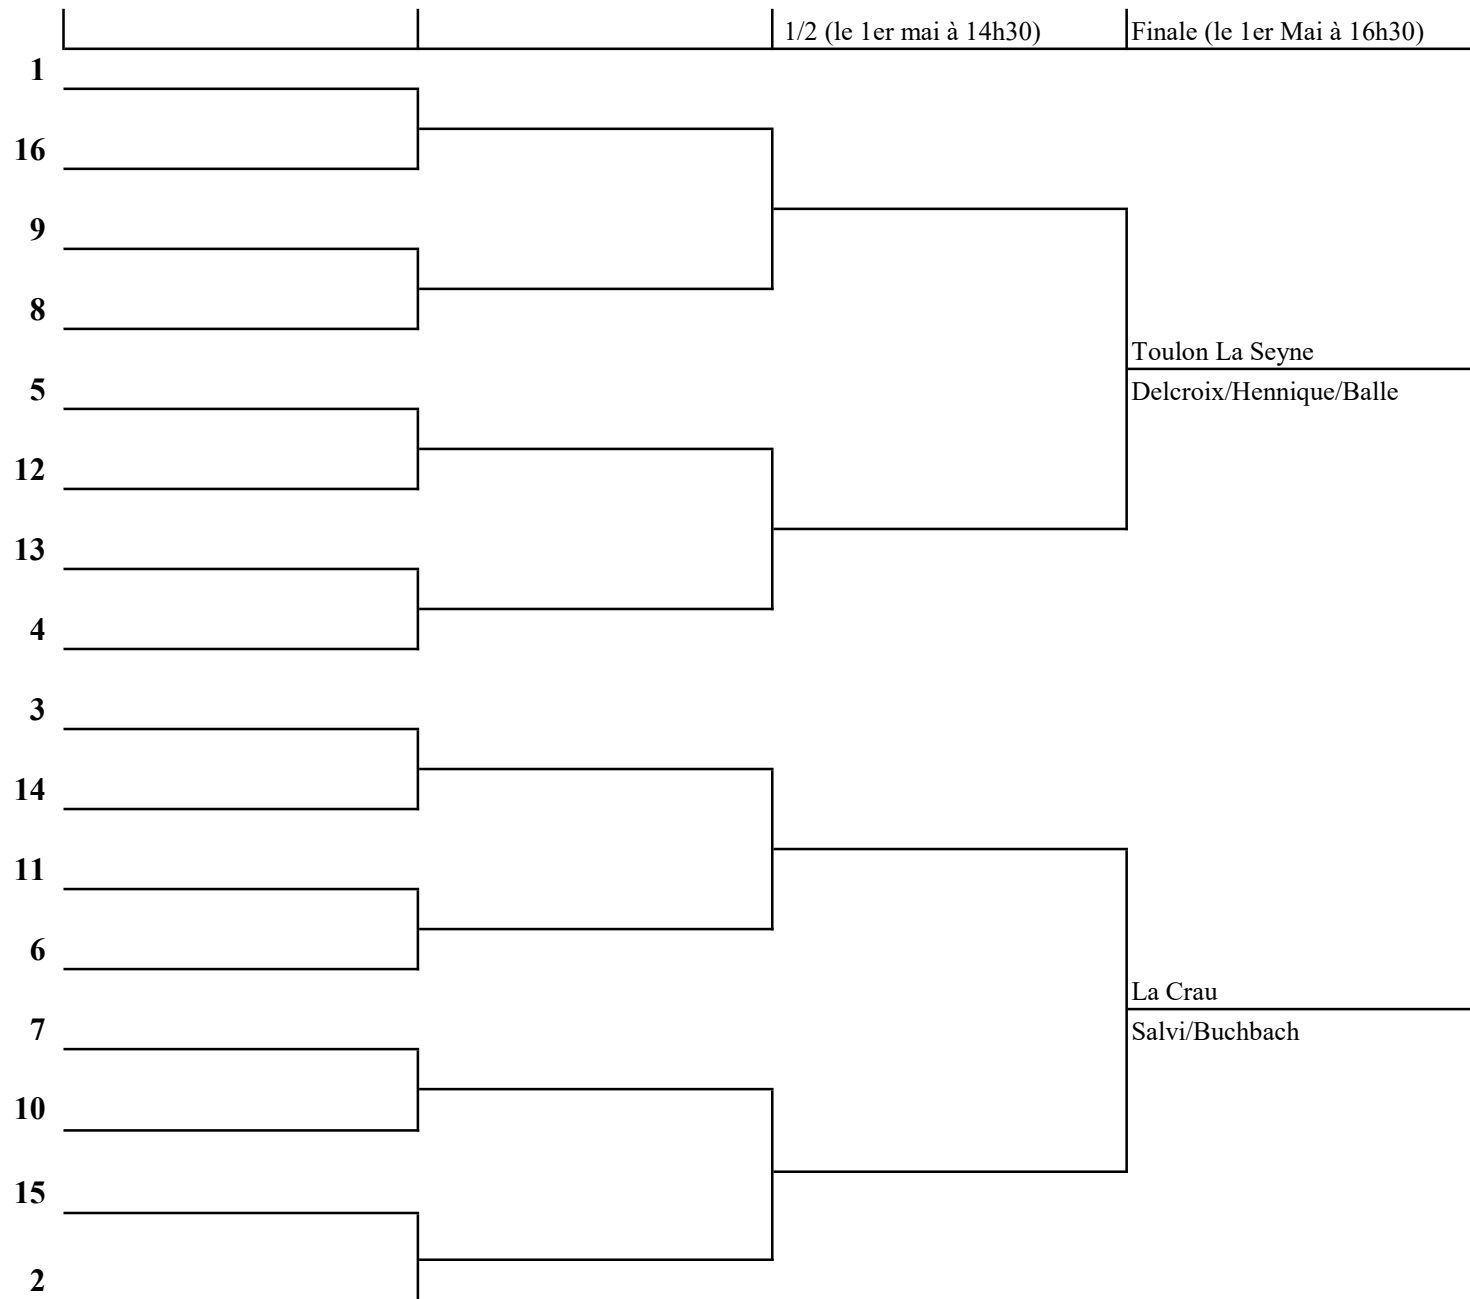 1/2 (le 1er mai à 14h30)
Finale (le 1er Mai à 16h30)
1
16
9
8
Toulon La Seyne
5
Delcroix/Hennique/Balle
12
13
4
3
14
11
6
La Crau
7
Salvi/Buchbach
10
15
2